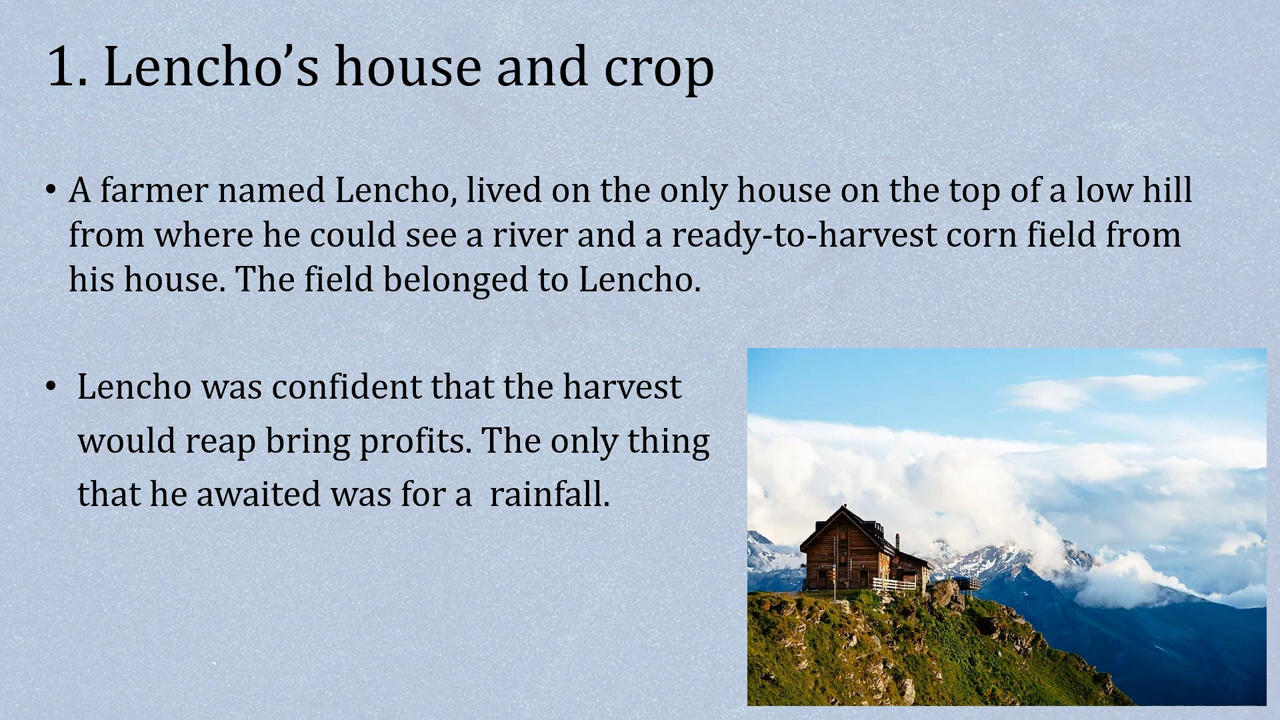 1. Lencho’s house and crop
• A farmer named Lencho, lived on the only house on the top of a low hill
from where he could see a river and a ready-to-harvest corn field from
his house. The field belonged to Lencho.
• Lencho was confident that the harvest
would reap bring profits. The only thing
that he awaited was for a  rainfall.